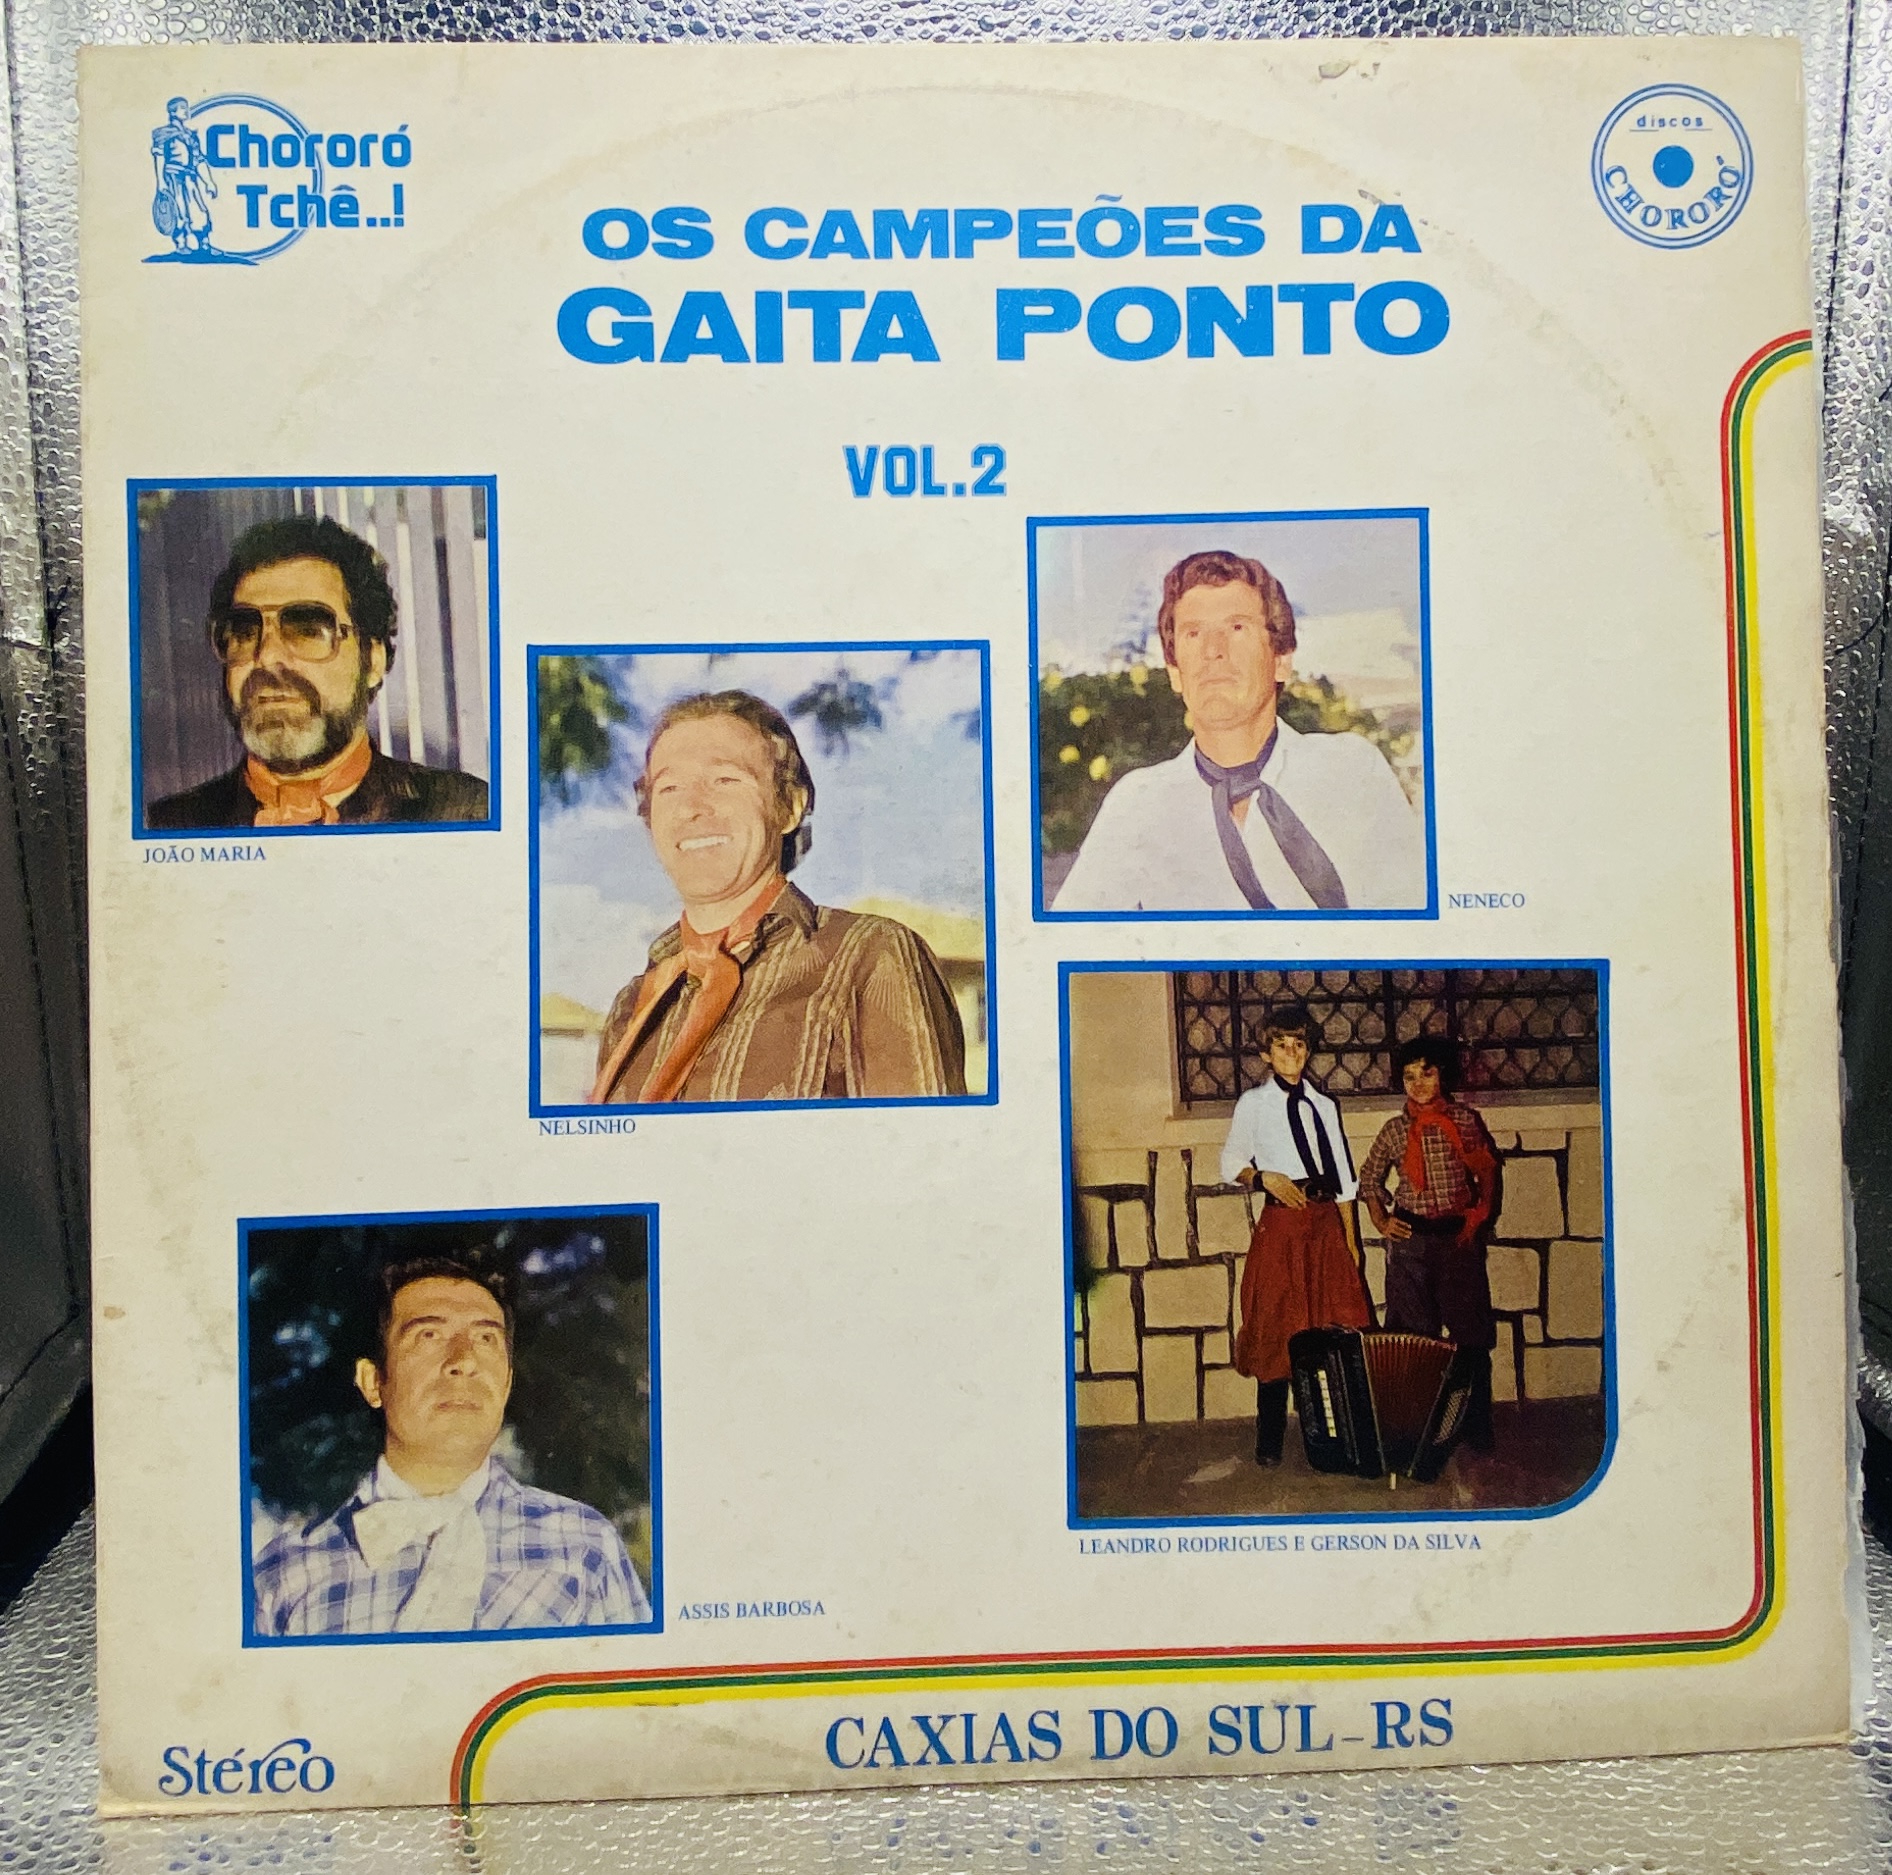 Chororó
Tchê..!
discos
CHORORÓ
OS CAMPEÕES DA
GAITA PONTO
VOL.2
JOÃO MARIA
NENECO
NELSINHO
LEANDRO RODRIGUES E GERSON DA SILVA
ASSIS BARBOSA
CAXIAS DO SUL-RS
Stéreo